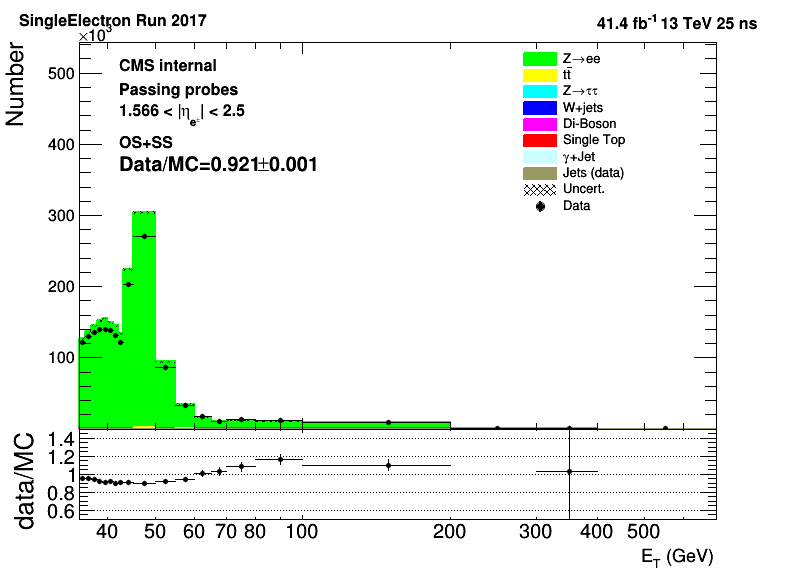 SingleElectron Run 2017
41.4 fb⁻¹ 13 TeV 25 ns
×10³
Number
CMS internal
Passing probes
1.566 < |η_e±| < 2.5
OS+SS
Data/MC=0.921±0.001
Z→ee
tt̄
Z→ττ
W+jets
Di-Boson
Single Top
γ+Jet
Jets (data)
Uncert.
Data
500
400
300
200
100
data/MC
1.4
1.2
1
0.8
0.6
40 50 60 70 80 100 200 300 400 500
E_T (GeV)